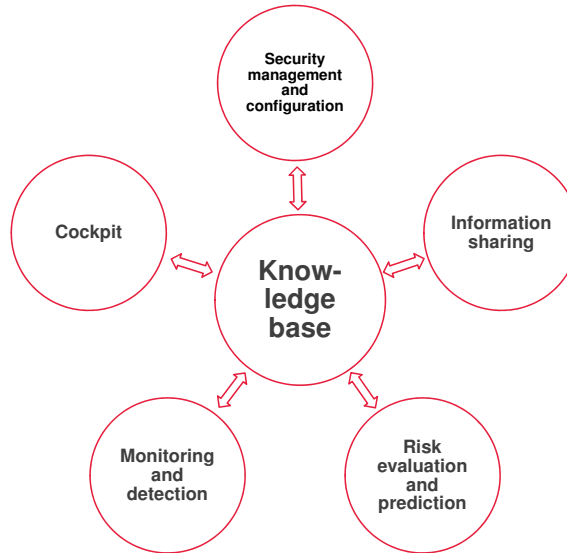 Security
management
and
configuration
Cockpit
Information
sharing
Know-
ledge
base
Monitoring
and
detection
Risk
evaluation
and
prediction